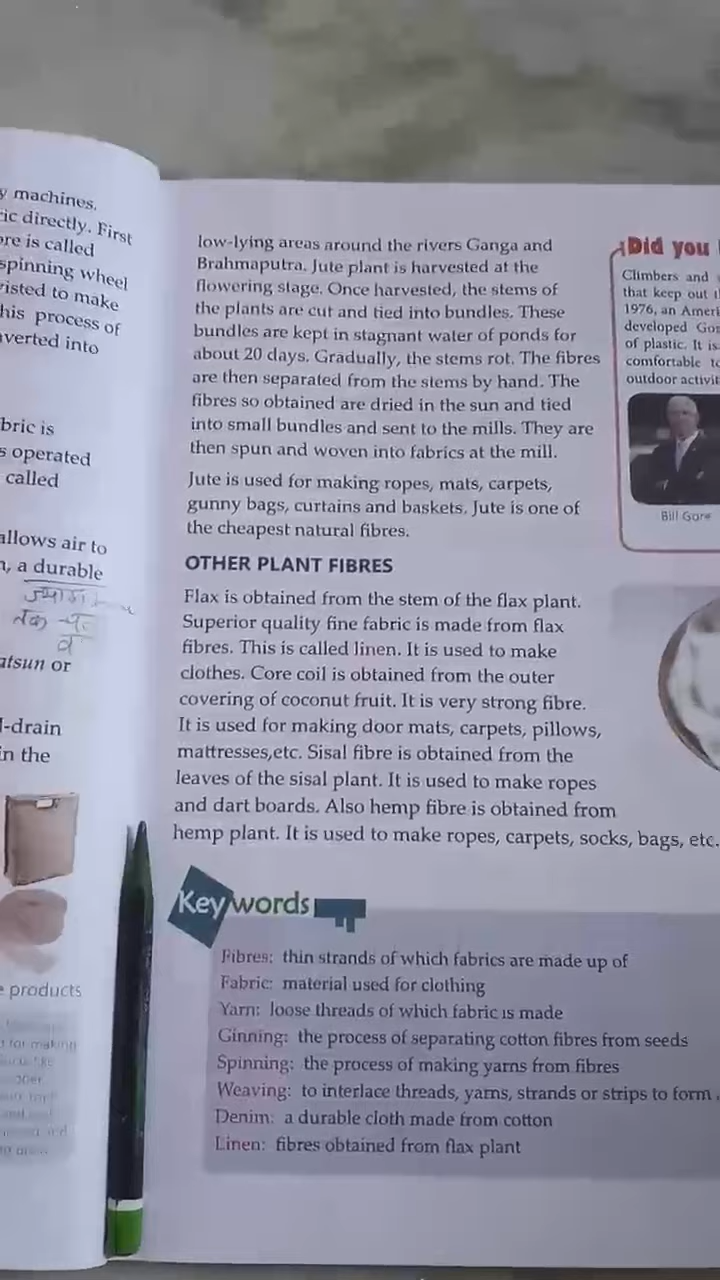 y machines.
ric directly. First
ore is called
spinning wheel
visted to make
his process of
nverted into
bric is
s operated
called
allows air to
n, a durable
atsun or
l-drain
in the
e products
for making
low-lying areas around the rivers Ganga and
Brahmaputra. Jute plant is harvested at the
flowering stage. Once harvested, the stems of
the plants are cut and tied into bundles. These
bundles are kept in stagnant water of ponds for
about 20 days. Gradually, the stems rot. The fibres
are then separated from the stems by hand. The
fibres so obtained are dried in the sun and tied
into small bundles and sent to the mills. They are
then spun and woven into fabrics at the mill.
Jute is used for making ropes, mats, carpets,
gunny bags, curtains and baskets. Jute is one of
the cheapest natural fibres.
OTHER PLANT FIBRES
Flax is obtained from the stem of the flax plant.
Superior quality fine fabric is made from flax
fibres. This is called linen. It is used to make
clothes. Core coil is obtained from the outer
covering of coconut fruit. It is very strong fibre.
It is used for making door mats, carpets, pillows,
mattresses,etc. Sisal fibre is obtained from the
leaves of the sisal plant. It is used to make ropes
and dart boards. Also hemp fibre is obtained from
hemp plant. It is used to make ropes, carpets, socks, bags, etc.
Key words
Fibres: thin strands of which fabrics are made up of
Fabric: material used for clothing
Yarn: loose threads of which fabric is made
Ginning: the process of separating cotton fibres from seeds
Spinning: the process of making yarns from fibres
Weaving: to interlace threads, yarns, strands or strips to form
Denim: a durable cloth made from cotton
Linen: fibres obtained from flax plant
Did you
Climbers and
that keep out
1976, an Ameri
developed Gor
of plastic. It is
comfortable to
outdoor activit
Bill Gore